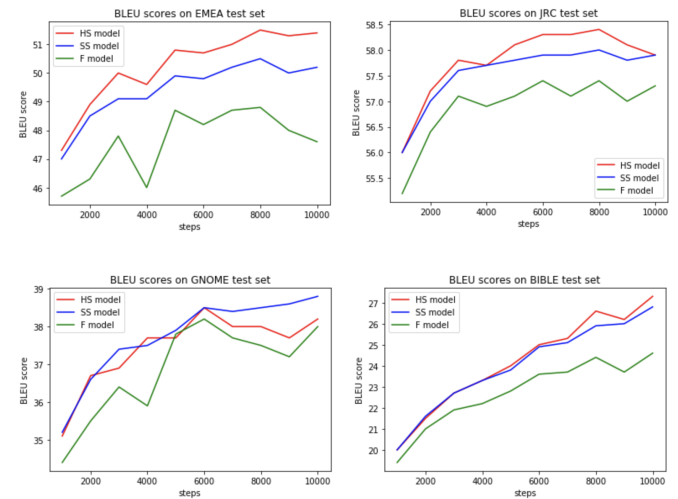 BLEU scores on EMEA test set
HS model
SS model
F model
51
50
49
48
47
46
BLEU score
2000 4000 6000 8000 10000
steps
BLEU scores on JRC test set
58.5
58.0
57.5
57.0
56.5
56.0
55.5
BLEU score
HS model
SS model
F model
2000 4000 6000 8000 10000
steps
BLEU scores on GNOME test set
HS model
SS model
F model
39
38
37
36
35
BLEU score
2000 4000 6000 8000 10000
steps
BLEU scores on BIBLE test set
HS model
SS model
F model
27
26
25
24
23
22
21
20
BLEU score
2000 4000 6000 8000 10000
steps